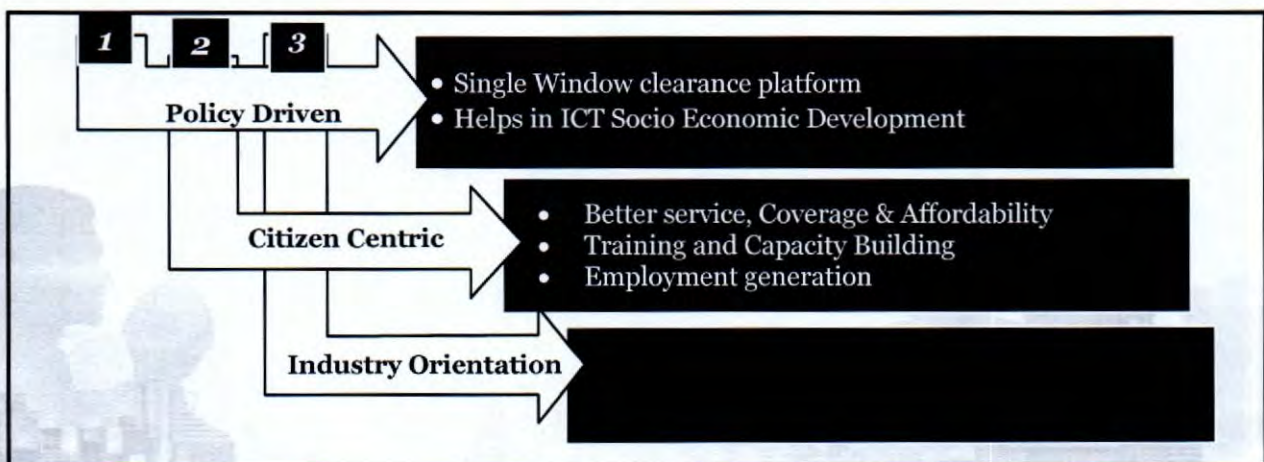 1 2 3
Policy Driven
• Single Window clearance platform
• Helps in ICT Socio Economic Development
Citizen Centric
• Better service, Coverage & Affordability
• Training and Capacity Building
• Employment generation
Industry Orientation